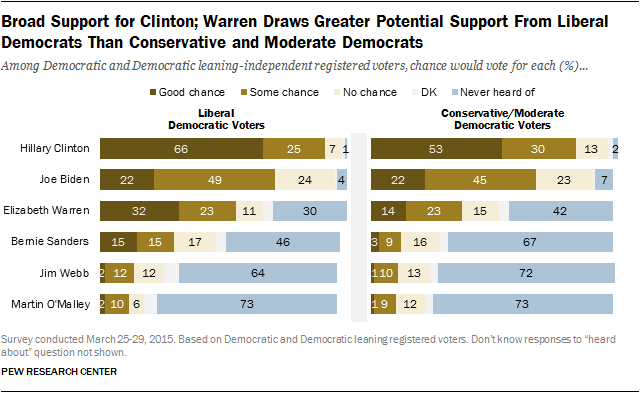 Broad Support for Clinton; Warren Draws Greater Potential Support From Liberal
Democrats Than Conservative and Moderate Democrats
Among Democratic and Democratic leaning-independent registered voters, chance would vote for each (%)...
Good chance Some chance No chance DK Never heard of
Liberal
Democratic Voters
Conservative/Moderate
Democratic Voters
Hillary Clinton 66 25 7 1 53 30 13 2
Joe Biden 22 49 24 4 22 45 23 7
Elizabeth Warren 32 23 11 30 14 23 15 42
Bernie Sanders 15 15 17 46 3 9 16 67
Jim Webb 2 12 12 64 1 10 13 72
Martin O'Malley 2 10 6 73 1 9 12 73
Survey conducted March 25-29, 2015. Based on Democratic and Democratic leaning registered voters. Don't know responses to "heard
about" question not shown.
PEW RESEARCH CENTER